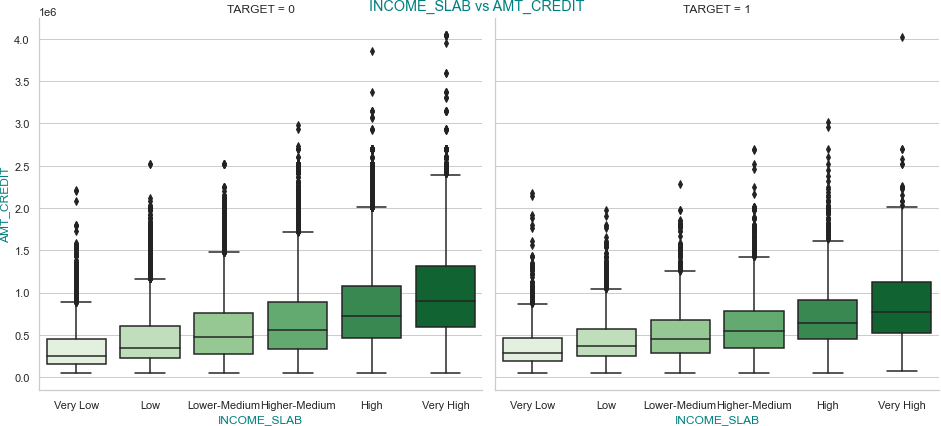 INCOME_SLAB vs AMT_CREDIT
1e6
TARGET = 0
TARGET = 1
AMT_CREDIT
4.0
3.5
3.0
2.5
2.0
1.5
1.0
0.5
0.0
Very Low Low Lower-Medium Higher-Medium High Very High
INCOME_SLAB
Very Low Low Lower-Medium Higher-Medium High Very High
INCOME_SLAB